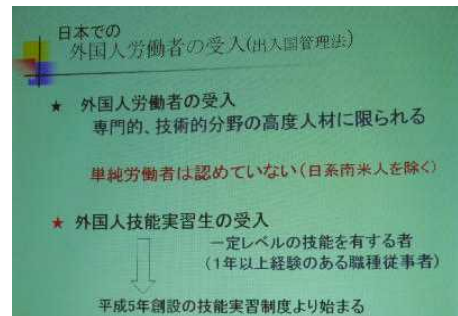 日本での
外国人労働者の受入(出入国管理法)
★ 外国人労働者の受入
専門的、技術的分野の高度人材に限られる
単純労働者は認めていない(日系南米人を除く)
★ 外国人技能実習生の受入
一定レベルの技能を有する者
(1年以上経験のある職種従事者)
平成5年創設の技能実習制度より始まる